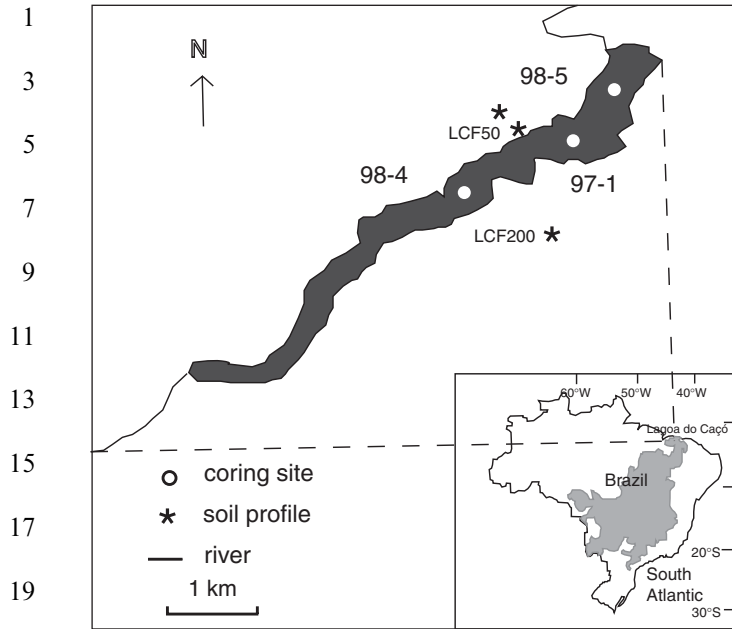 1
N
3
98-5
5
LCF50
98-4
97-1
7
LCF200
9
11
13
60°W 50°W 40°W
Lagoa do Caçó
15
coring site
Brazil
17
soil profile
river
20°S
19
1 km
South
Atlantic
30°S